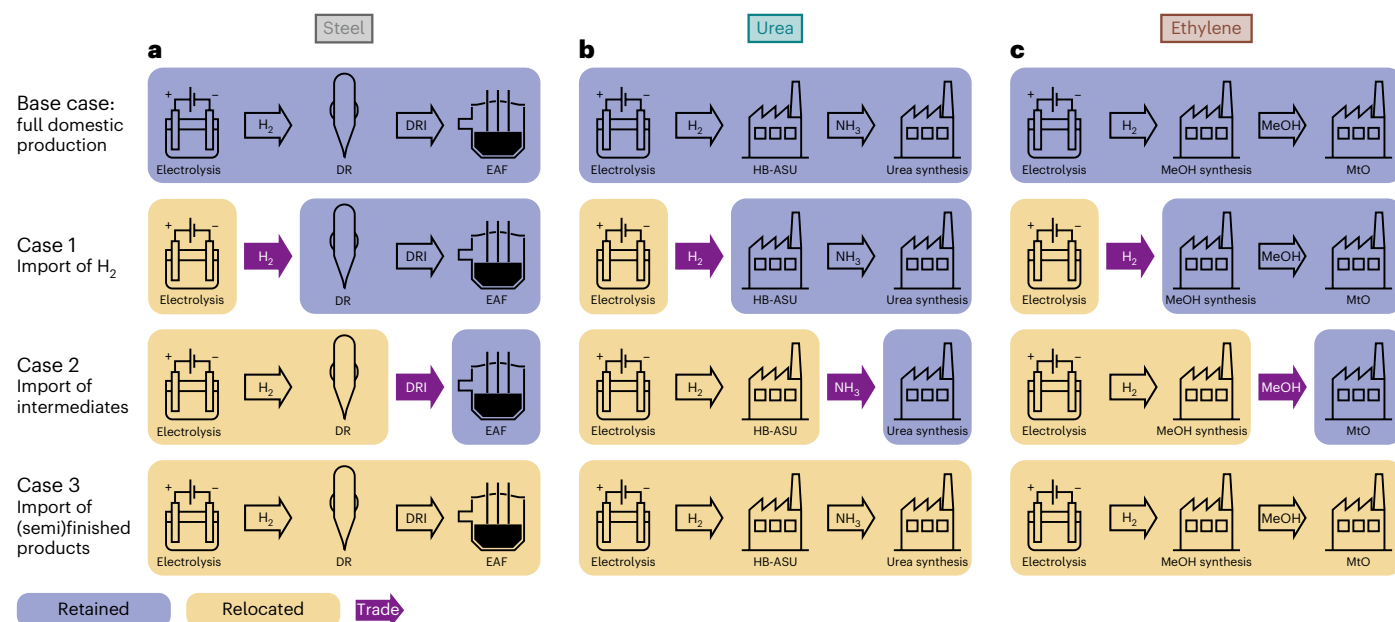 Steel
Urea
Ethylene
a
b
c
Base case:
full domestic
production
+ −
H₂
DRI
Electrolysis
DR
EAF
+ −
H₂
NH₃
Electrolysis
HB-ASU
Urea synthesis
+ −
H₂
MeOH
Electrolysis
MeOH synthesis
MtO
Case 1
Import of H₂
+ −
H₂
DRI
Electrolysis
DR
EAF
+ −
H₂
NH₃
Electrolysis
HB-ASU
Urea synthesis
+ −
H₂
MeOH
Electrolysis
MeOH synthesis
MtO
Case 2
Import of
intermediates
+ −
H₂
DRI
Electrolysis
DR
EAF
+ −
H₂
NH₃
Electrolysis
HB-ASU
Urea synthesis
+ −
H₂
MeOH
Electrolysis
MeOH synthesis
MtO
Case 3
Import of
(semi)finished
products
+ −
H₂
DRI
Electrolysis
DR
EAF
+ −
H₂
NH₃
Electrolysis
HB-ASU
Urea synthesis
+ −
H₂
MeOH
Electrolysis
MeOH synthesis
MtO
Retained
Relocated
Trade